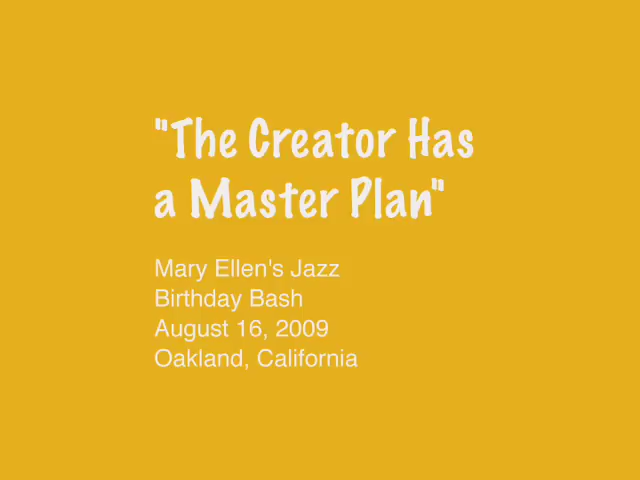 "The Creator Has
a Master Plan"
Mary Ellen's Jazz
Birthday Bash
August 16, 2009
Oakland, California